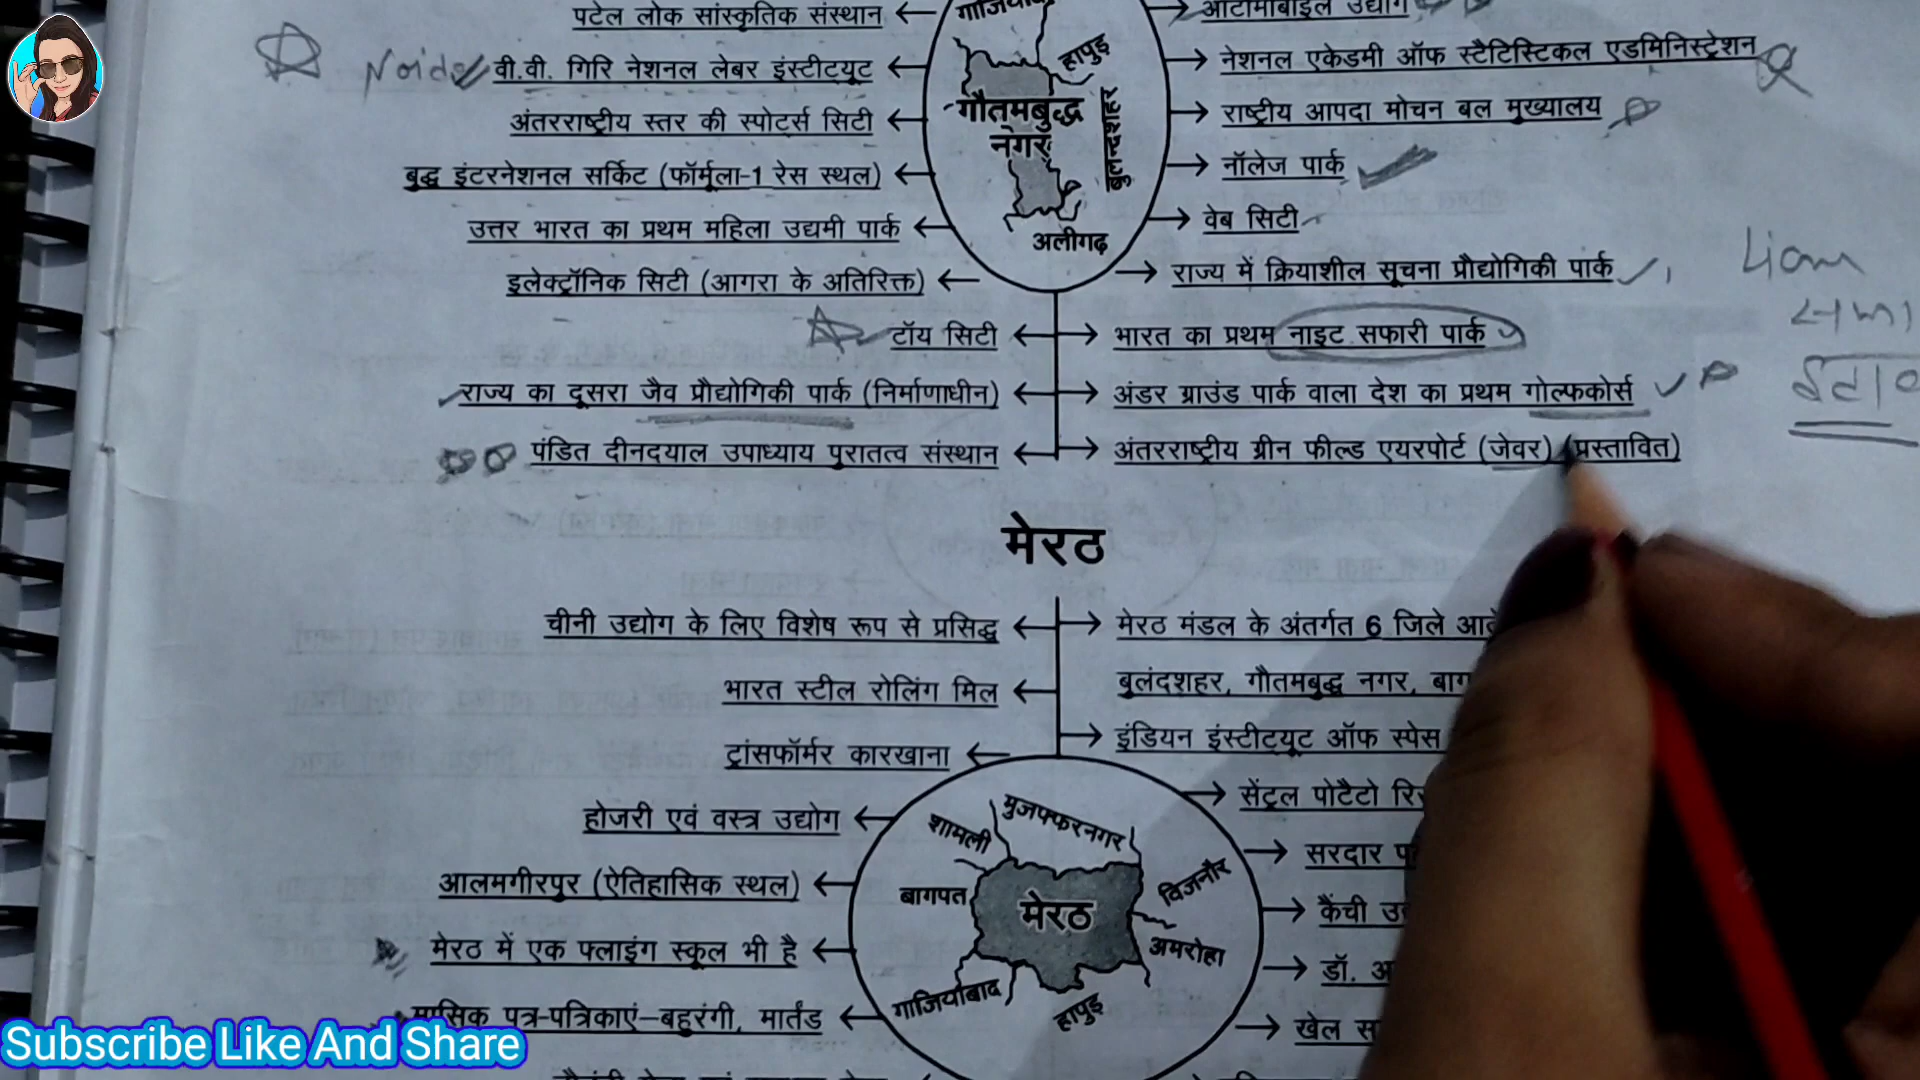 पटेल लोक सांस्कृतिक संस्थान
ऑटोमोबाइल उद्योग
Noida वी.वी. गिरि नेशनल लेबर इंस्टीट्यूट
नेशनल एकेडमी ऑफ स्टैटिस्टिकल एडमिनिस्ट्रेशन
अंतरराष्ट्रीय स्तर की स्पोर्ट्स सिटी
राष्ट्रीय आपदा मोचन बल मुख्यालय
बुद्ध इंटरनेशनल सर्किट (फॉर्मूला-1 रेस स्थल)
नॉलेज पार्क
उत्तर भारत का प्रथम महिला उद्यमी पार्क
वेब सिटी
इलेक्ट्रॉनिक सिटी (आगरा के अतिरिक्त)
राज्य में क्रियाशील सूचना प्रौद्योगिकी पार्क
गाजियाबाद
हापुड़
गौतमबुद्ध
नगर
बुलन्दशहर
अलीगढ़
टॉय सिटी
भारत का प्रथम नाइट सफारी पार्क
राज्य का दूसरा जैव प्रौद्योगिकी पार्क (निर्माणाधीन)
अंडर ग्राउंड पार्क वाला देश का प्रथम गोल्फकोर्स
पंडित दीनदयाल उपाध्याय पुरातत्व संस्थान
अंतरराष्ट्रीय ग्रीन फील्ड एयरपोर्ट (जेवर) (प्रस्तावित)
मेरठ
चीनी उद्योग के लिए विशेष रूप से प्रसिद्ध
मेरठ मंडल के अंतर्गत 6 जिले
भारत स्टील रोलिंग मिल
बुलंदशहर, गौतमबुद्ध नगर,
ट्रांसफॉर्मर कारखाना
इंडियन इंस्टीट्यूट ऑफ स्पेस
होजरी एवं वस्त्र उद्योग
सेंट्रल पोटैटो
आलमगीरपुर (ऐतिहासिक स्थल)
सरदार
मेरठ में एक फ्लाइंग स्कूल भी है
कैंची
मासिक पत्र-पत्रिकाएं–बहुरंगी, मार्तंड
डॉ.
खेल
शामली
मुजफ्फरनगर
बागपत
बिजनौर
मेरठ
अमरोहा
गाजियाबाद
हापुड़
Subscribe Like And Share